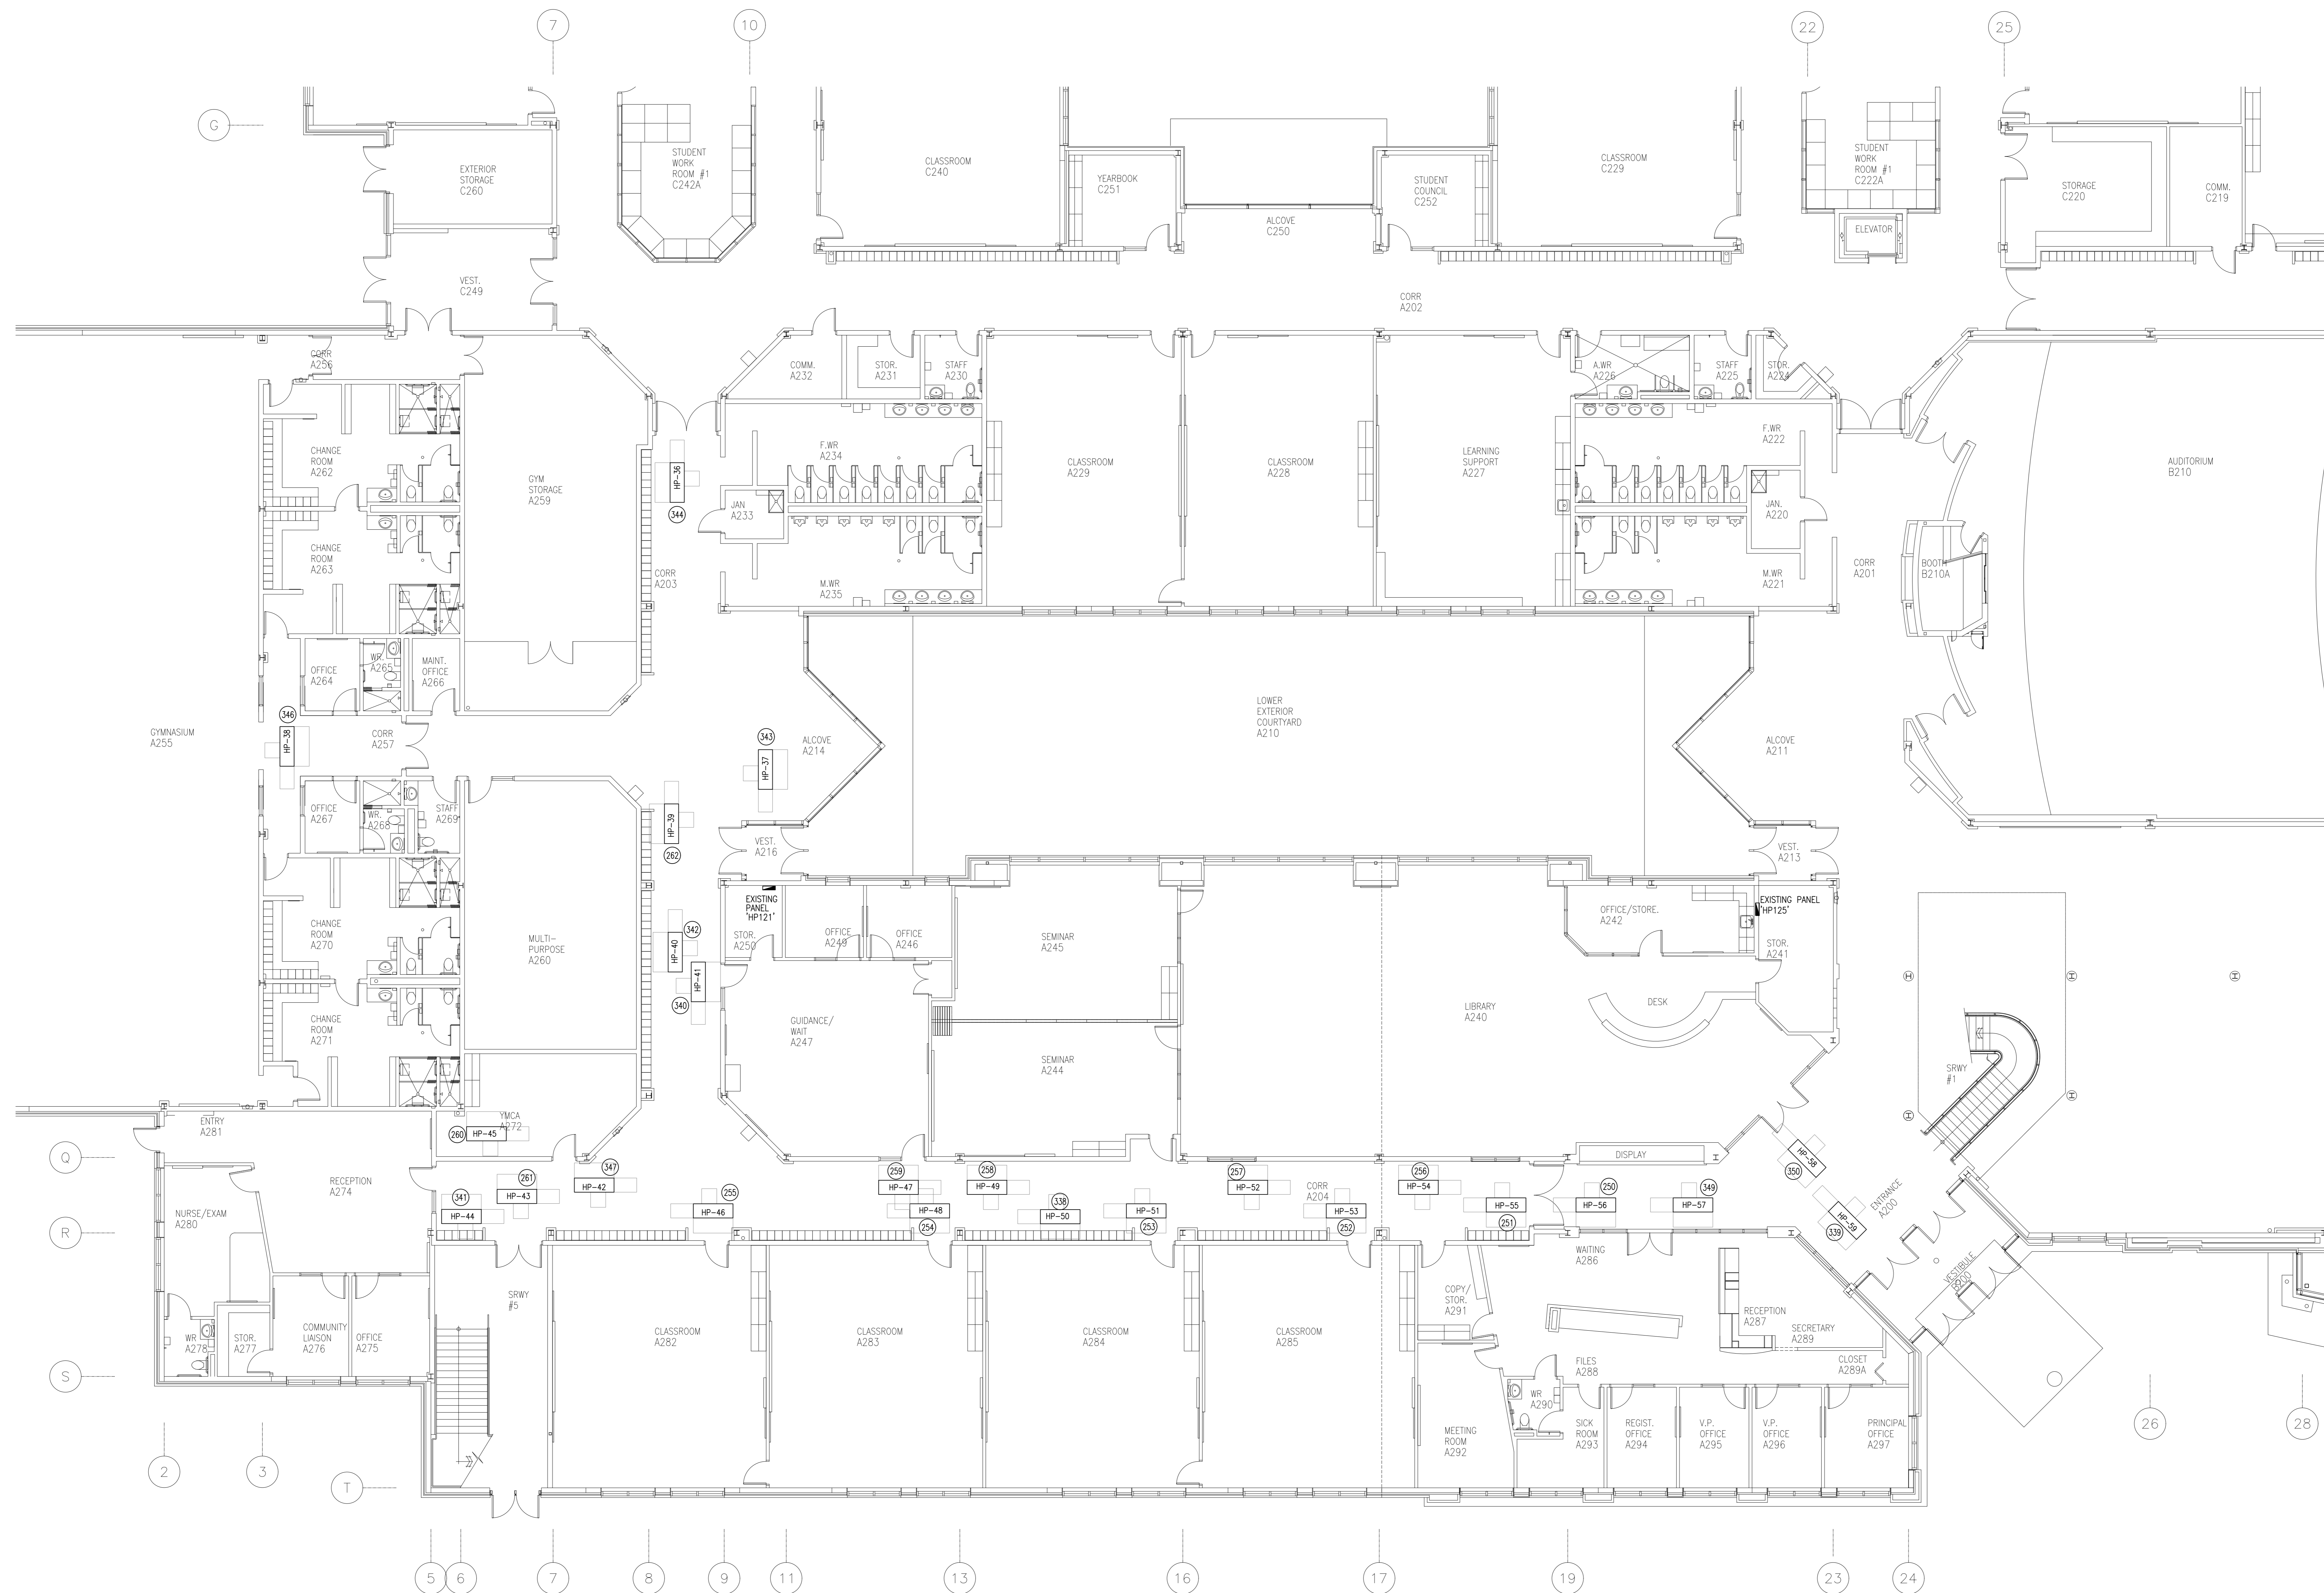 7
10
22
25
G
EXTERIOR
STORAGE
C260
STUDENT
WORK
ROOM #1
C242A
CLASSROOM
C240
YEARBOOK
C251
ALCOVE
C250
STUDENT
COUNCIL
C252
CLASSROOM
C229
STUDENT
WORK
ROOM #1
C222A
ELEVATOR
STORAGE
C220
COMM.
C219
VEST.
C249
CORR
A202
CORR
A256
COMM.
A232
STOR.
A231
STAFF
A230
A.WR
A226
STAFF
A225
STOR.
A224
CHANGE
ROOM
A262
GYM
STORAGE
A259
HP-36
344
F.WR
A234
JAN
A233
CLASSROOM
A229
CLASSROOM
A228
LEARNING
SUPPORT
A227
F.WR
A222
JAN.
A220
AUDITORIUM
B210
CHANGE
ROOM
A263
CORR
A203
M.WR
A235
M.WR
A221
CORR
A201
BOOTH
B210A
OFFICE
A264
WR.
A265
MAINT.
OFFICE
A266
GYMNASIUM
A255
346
HP-38
CORR
A257
343
HP-37
ALCOVE
A214
LOWER
EXTERIOR
COURTYARD
A210
ALCOVE
A211
OFFICE
A267
WR.
A268
STAFF
A269
HP-39
262
VEST.
A216
VEST.
A213
CHANGE
ROOM
A270
MULTI-
PURPOSE
A260
342
HP-40
HP-41
340
EXISTING
PANEL
'HP121'
STOR.
A250
OFFICE
A249
OFFICE
A246
SEMINAR
A245
OFFICE/STORE.
A242
EXISTING PANEL
'HP125'
STOR.
A241
CHANGE
ROOM
A271
GUIDANCE/
WAIT
A247
SEMINAR
A244
LIBRARY
A240
DESK
SRWY
#1
ENTRY
A281
YMCA
A272
260
HP-45
Q
DISPLAY
RECEPTION
A274
NURSE/EXAM
A280
341
HP-44
261
HP-43
347
HP-42
255
HP-46
259
HP-47
HP-48
254
258
HP-49
338
HP-50
HP-51
253
257
HP-52
CORR
A204
HP-53
252
256
HP-54
HP-55
251
250
HP-56
349
HP-57
HP-58
350
HP-59
339
ENTRANCE
A200
VESTIBULE
B200
R
WAITING
A286
SRWY
#5
COPY/
STOR.
A291
RECEPTION
A287
SECRETARY
A289
WR
A278
STOR.
A277
COMMUNITY
LIAISON
A276
OFFICE
A275
CLASSROOM
A282
CLASSROOM
A283
CLASSROOM
A284
CLASSROOM
A285
FILES
A288
CLOSET
A289A
S
WR
A290
MEETING
ROOM
A292
SICK
ROOM
A293
REGIST.
OFFICE
A294
V.P.
OFFICE
A295
V.P.
OFFICE
A296
PRINCIPAL
OFFICE
A297
26
28
2
3
T
5
6
7
8
9
11
13
16
17
19
23
24